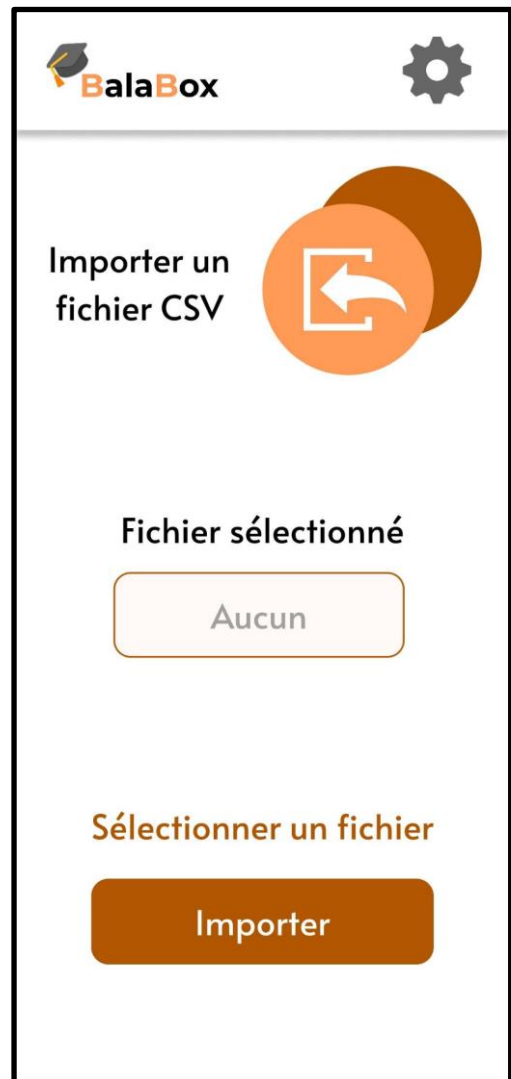 BalaBox
Importer un
fichier CSV
Fichier sélectionné
Aucun
Sélectionner un fichier
Importer